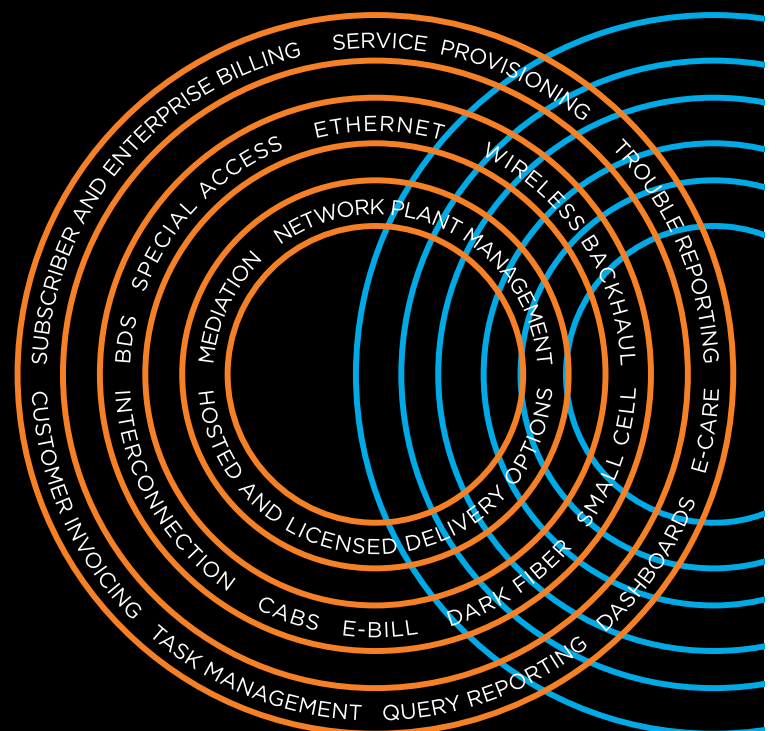 SUBSCRIBER AND ENTERPRISE BILLING
SERVICE PROVISIONING
TROUBLE REPORTING
E-CARE
DASHBOARDS
QUERY REPORTING
TASK MANAGEMENT
CUSTOMER INVOICING
BDS
SPECIAL ACCESS
ETHERNET
WIRELESS BACKHAUL
SMALL CELL
DARK FIBER
E-BILL
CABS
INTERCONNECTION
MEDIATION
NETWORK PLANT MANAGEMENT
HOSTED AND LICENSED DELIVERY OPTIONS